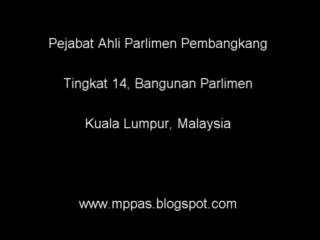 Pejabat Ahli Parlimen Pembangkang
Tingkat 14, Bangunan Parlimen
Kuala Lumpur, Malaysia
www.mppas.blogspot.com